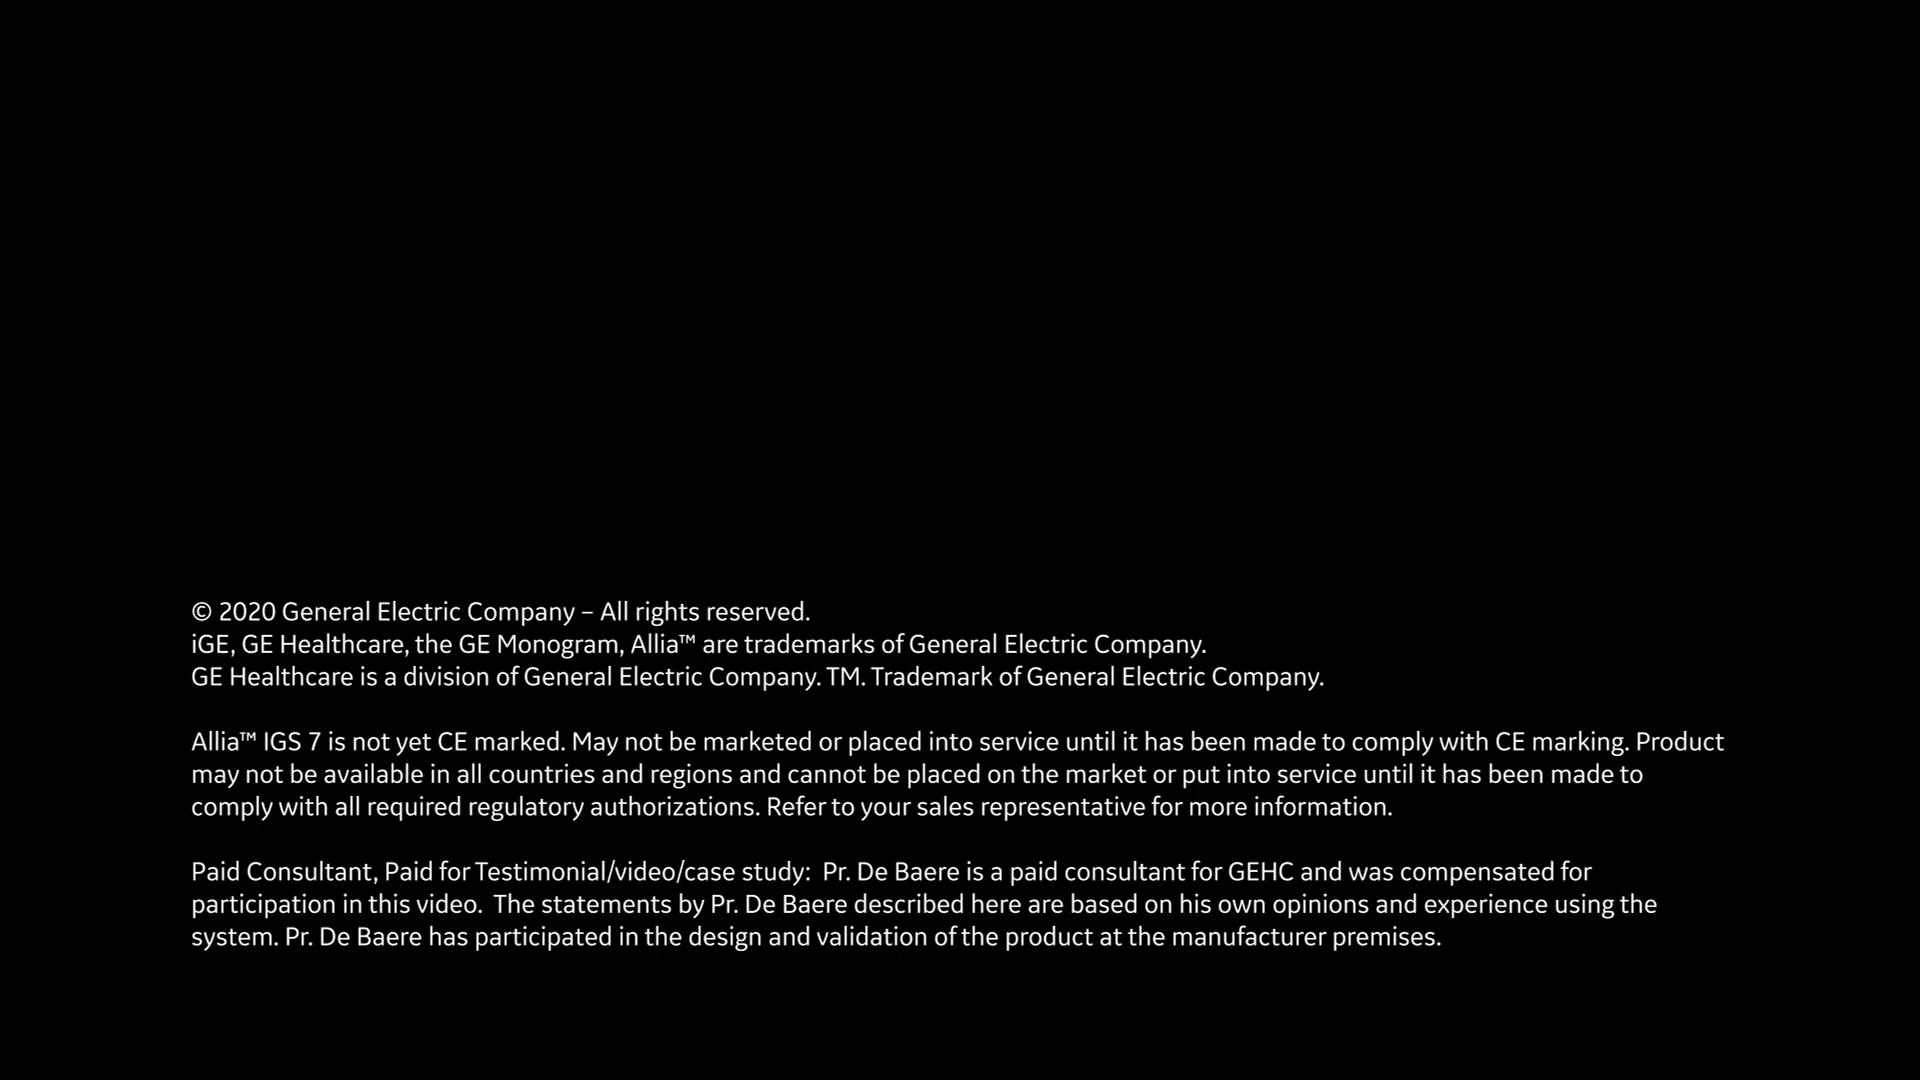 © 2020 General Electric Company – All rights reserved.
iGE, GE Healthcare, the GE Monogram, Allia™ are trademarks of General Electric Company.
GE Healthcare is a division of General Electric Company. TM. Trademark of General Electric Company.
Allia™ IGS 7 is not yet CE marked. May not be marketed or placed into service until it has been made to comply with CE marking. Product
may not be available in all countries and regions and cannot be placed on the market or put into service until it has been made to
comply with all required regulatory authorizations. Refer to your sales representative for more information.
Paid Consultant, Paid for Testimonial/video/case study:  Pr. De Baere is a paid consultant for GEHC and was compensated for
participation in this video.  The statements by Pr. De Baere described here are based on his own opinions and experience using the
system. Pr. De Baere has participated in the design and validation of the product at the manufacturer premises.